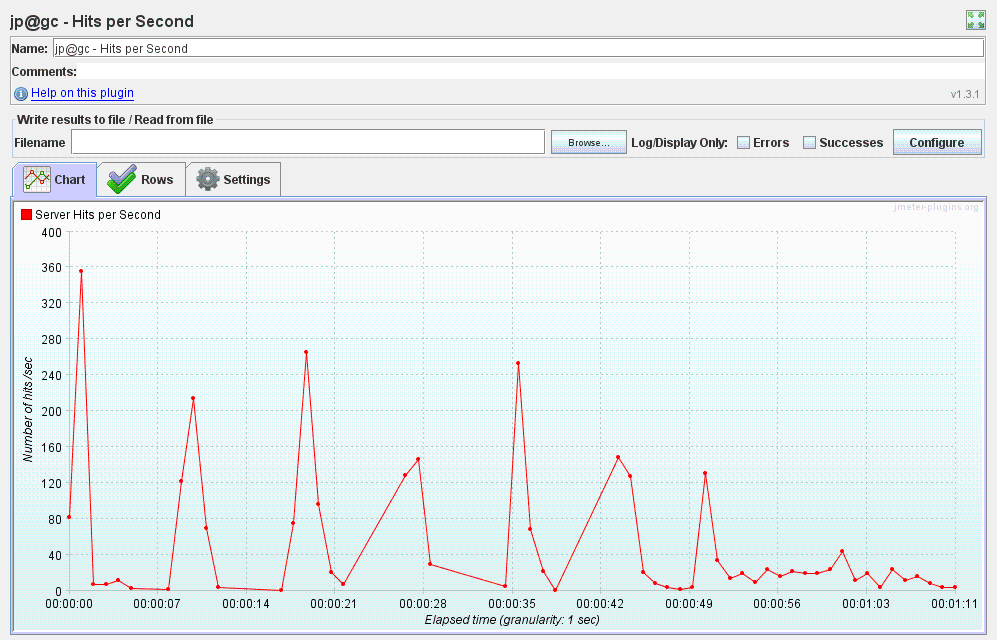 jp@gc - Hits per Second
Name: jp@gc - Hits per Second
Comments:
Help on this plugin
v1.3.1
Write results to file / Read from file
Filename Browse... Log/Display Only: Errors Successes Configure
Chart Rows Settings
Server Hits per Second
jmeter-plugins.org
400
360
320
280
240
200
160
120
80
40
0
Number of hits /sec
00:00:00 00:00:07 00:00:14 00:00:21 00:00:28 00:00:35 00:00:42 00:00:49 00:00:56 00:01:03 00:01:11
Elapsed time (granularity: 1 sec)